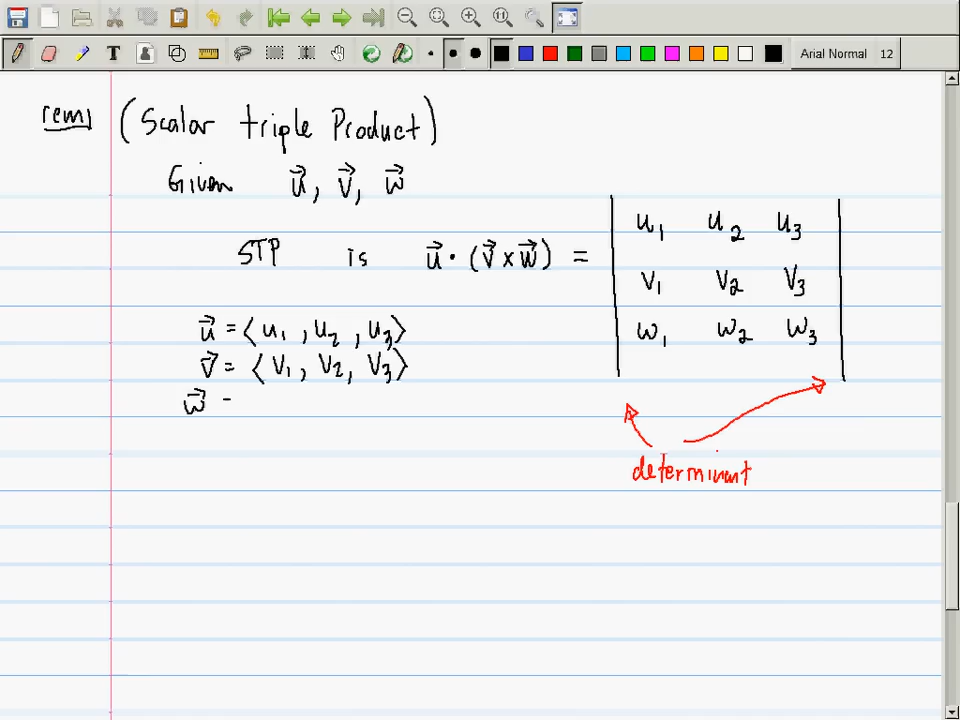 Arial Normal 12
rem1 (Scalar triple Product)
Given u⃗, v⃗, w⃗
STP is u⃗ · (v⃗ × w⃗) =
u₁ u₂ u₃
v₁ v₂ v₃
w₁ w₂ w₃
u⃗ = ⟨u₁, u₂, u₃⟩
v⃗ = ⟨v₁, v₂, v₃⟩
w⃗ =
determinant